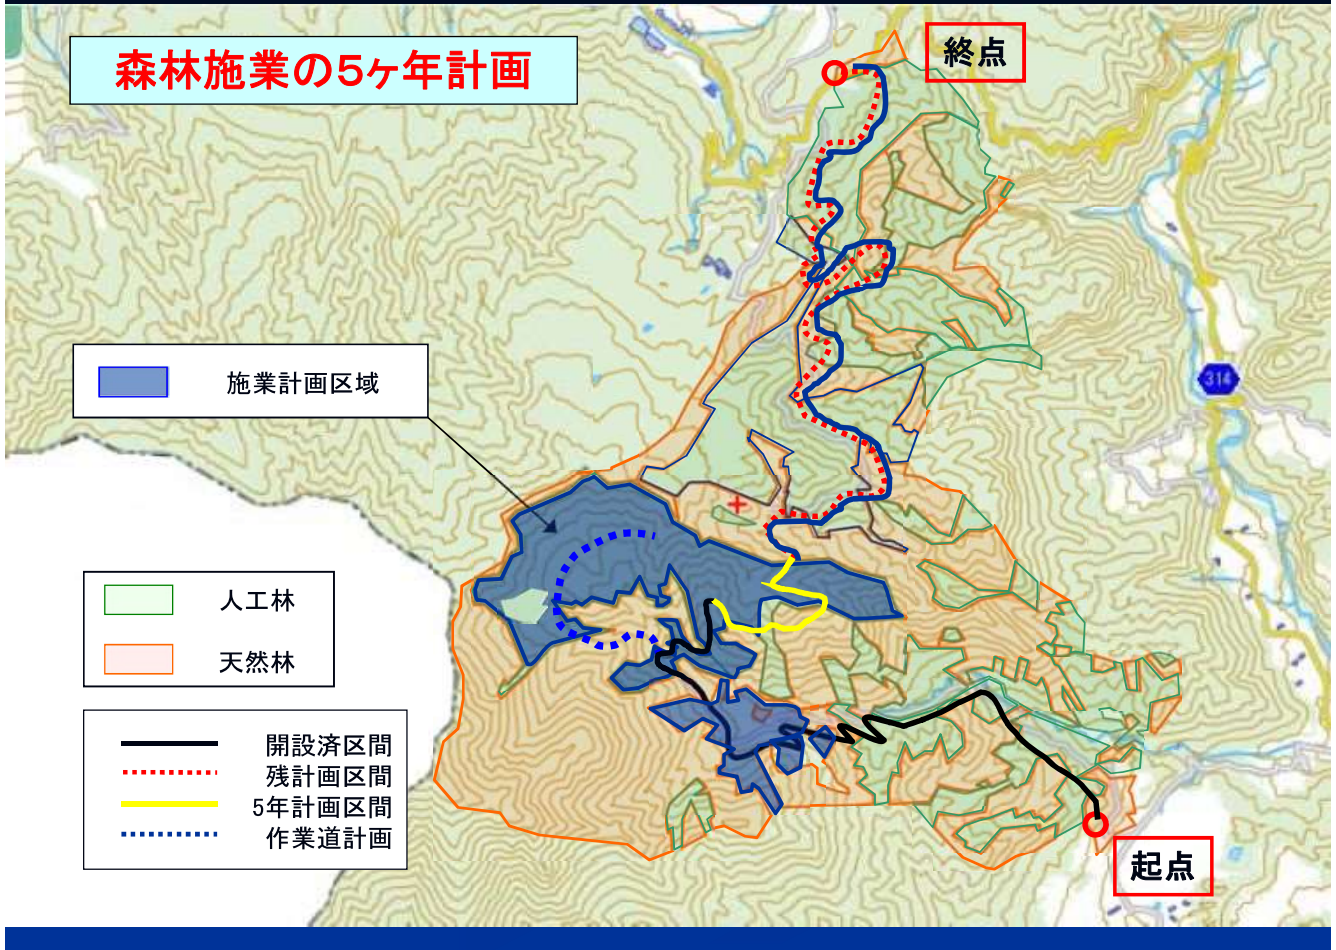 森林施業の5ヶ年計画
終点
施業計画区域
314
人工林
天然林
開設済区間
残計画区間
5年計画区間
作業道計画
起点